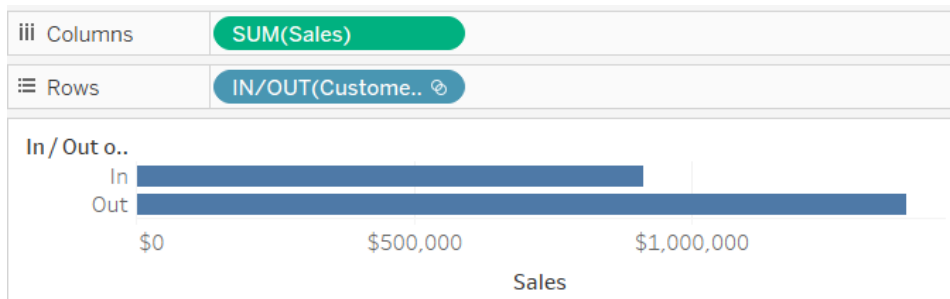 Columns SUM(Sales)
Rows IN/OUT(Custome..
In / Out o..
In
Out
$0 $500,000 $1,000,000
Sales